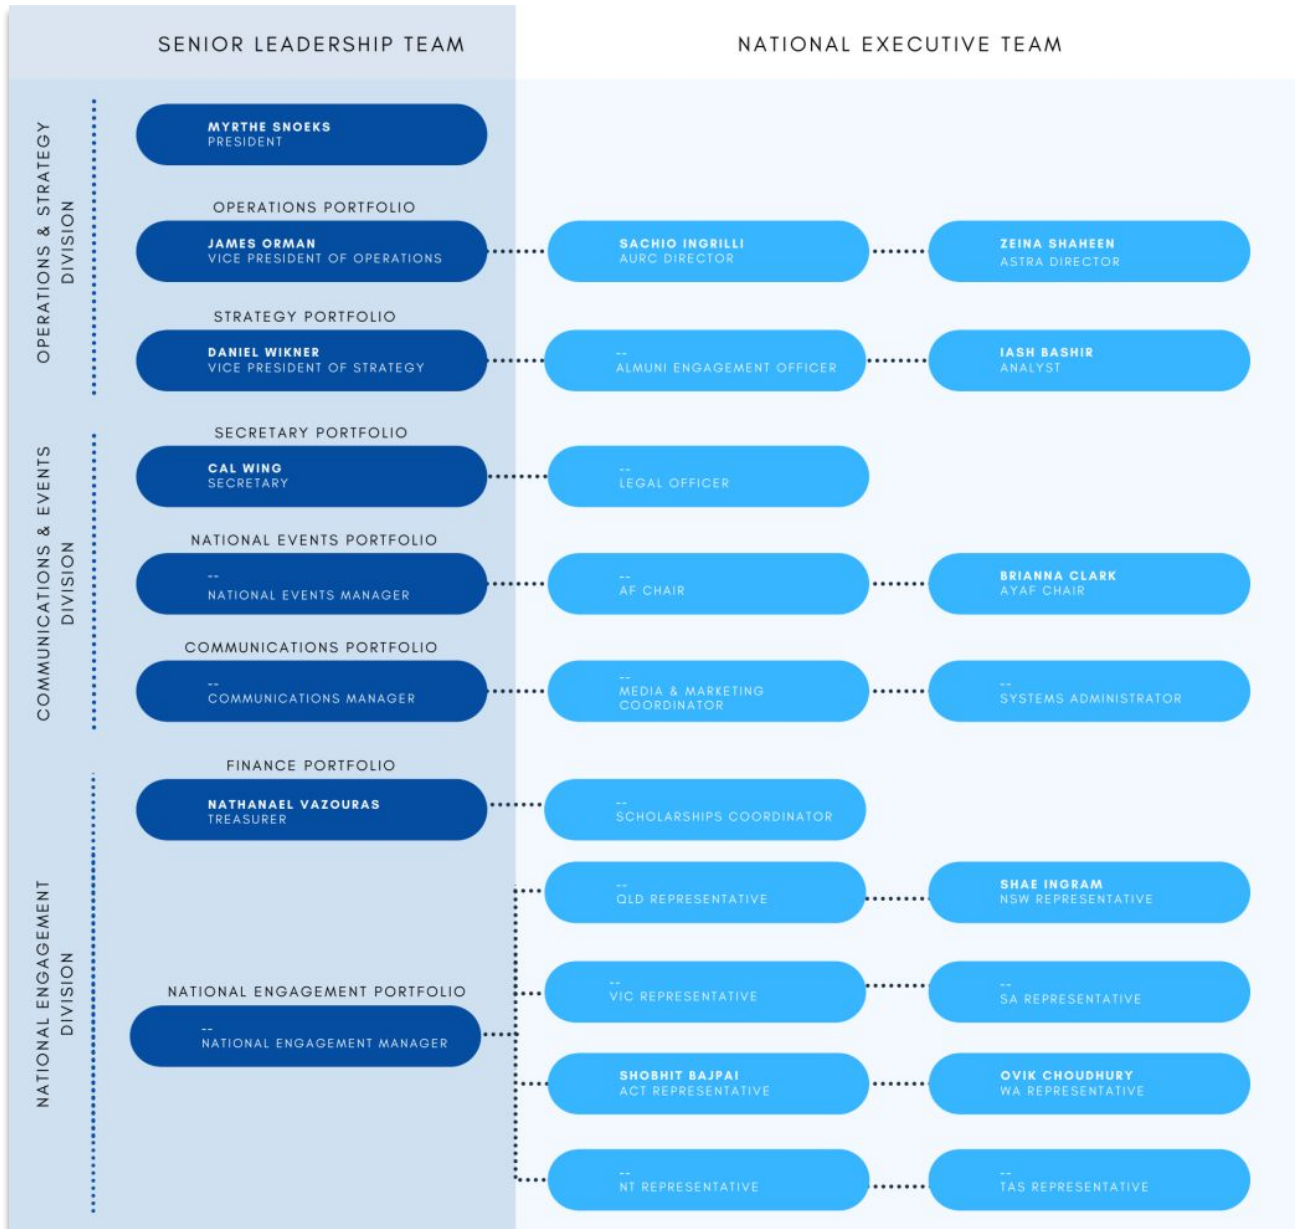 SENIOR LEADERSHIP TEAM
NATIONAL EXECUTIVE TEAM
OPERATIONS & STRATEGY
DIVISION
MYRTHE SNOEKS
PRESIDENT
OPERATIONS PORTFOLIO
JAMES ORMAN
VICE PRESIDENT OF OPERATIONS
SACHIO INGRILLI
AURC DIRECTOR
ZEINA SHAHEEN
ASTRA DIRECTOR
STRATEGY PORTFOLIO
DANIEL WIKNER
VICE PRESIDENT OF STRATEGY
--
ALMUNI ENGAGEMENT OFFICER
IASH BASHIR
ANALYST
COMMUNICATIONS & EVENTS
DIVISION
SECRETARY PORTFOLIO
CAL WING
SECRETARY
--
LEGAL OFFICER
NATIONAL EVENTS PORTFOLIO
--
NATIONAL EVENTS MANAGER
--
AF CHAIR
BRIANNA CLARK
AYAF CHAIR
COMMUNICATIONS PORTFOLIO
--
COMMUNICATIONS MANAGER
--
MEDIA & MARKETING
COORDINATOR
--
SYSTEMS ADMINISTRATOR
NATIONAL ENGAGEMENT
DIVISION
FINANCE PORTFOLIO
NATHANAEL VAZOURAS
TREASURER
--
SCHOLARSHIPS COORDINATOR
NATIONAL ENGAGEMENT PORTFOLIO
--
NATIONAL ENGAGEMENT MANAGER
--
QLD REPRESENTATIVE
SHAE INGRAM
NSW REPRESENTATIVE
--
VIC REPRESENTATIVE
--
SA REPRESENTATIVE
SHOBHIT BAJPAI
ACT REPRESENTATIVE
OVIK CHOUDHURY
WA REPRESENTATIVE
--
NT REPRESENTATIVE
--
TAS REPRESENTATIVE